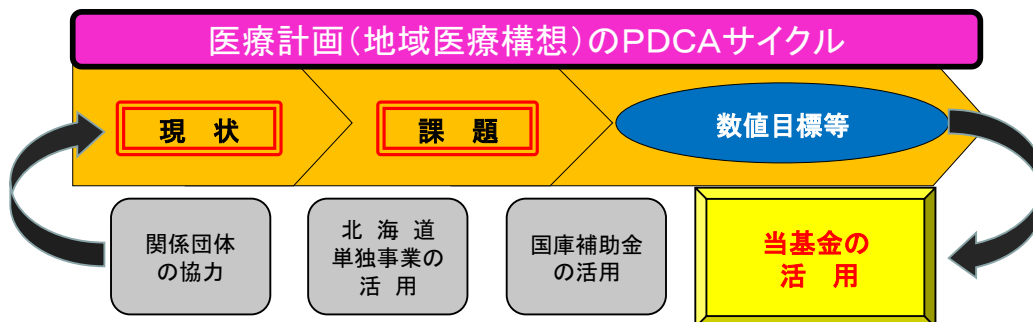 医療計画（地域医療構想）のPDCAサイクル
現　状
課　題
数値目標等
関係団体
の協力
北　海　道
単独事業の
活　用
国庫補助金
の活用
当基金の
活　用